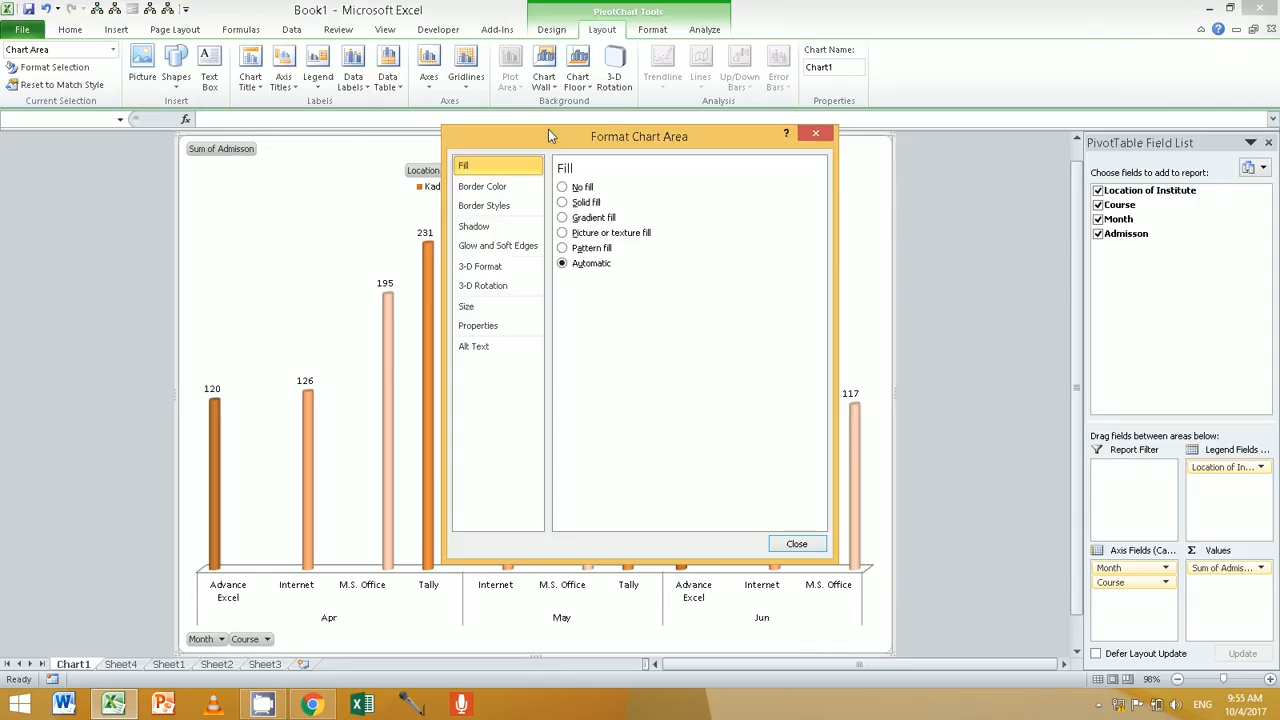 Book1 - Microsoft Excel
PivotChart Tools
File Home Insert Page Layout Formulas Data Review View Developer Add-Ins Design Layout Format Analyze
Chart Area
Format Selection
Reset to Match Style
Current Selection
Picture Shapes Text Box
Insert
Chart Title Axis Titles Legend Data Labels Data Table
Labels
Axes Gridlines
Axes
Plot Area Chart Wall Chart Floor 3-D Rotation
Background
Trendline Lines Up/Down Bars Error Bars
Analysis
Chart Name:
Chart1
Properties
fx
Sum of Admisson
Location
Kad
231
195
120
126
117
Format Chart Area
?
Fill
Border Color
Border Styles
Shadow
Glow and Soft Edges
3-D Format
3-D Rotation
Size
Properties
Alt Text
Fill
No fill
Solid fill
Gradient fill
Picture or texture fill
Pattern fill
Automatic
Close
Advance Excel Internet M.S. Office Tally Internet M.S. Office Tally Advance Excel Internet M.S. Office
Apr May Jun
Month Course
PivotTable Field List
Choose fields to add to report:
Location of Institute
Course
Month
Admisson
Drag fields between areas below:
Report Filter Legend Fields ...
Location of In...
Axis Fields (Ca... Σ Values
Month Sum of Admiss...
Course
Defer Layout Update Update
Chart1 Sheet4 Sheet1 Sheet2 Sheet3
Ready 98%
ENG
9:55 AM
10/4/2017